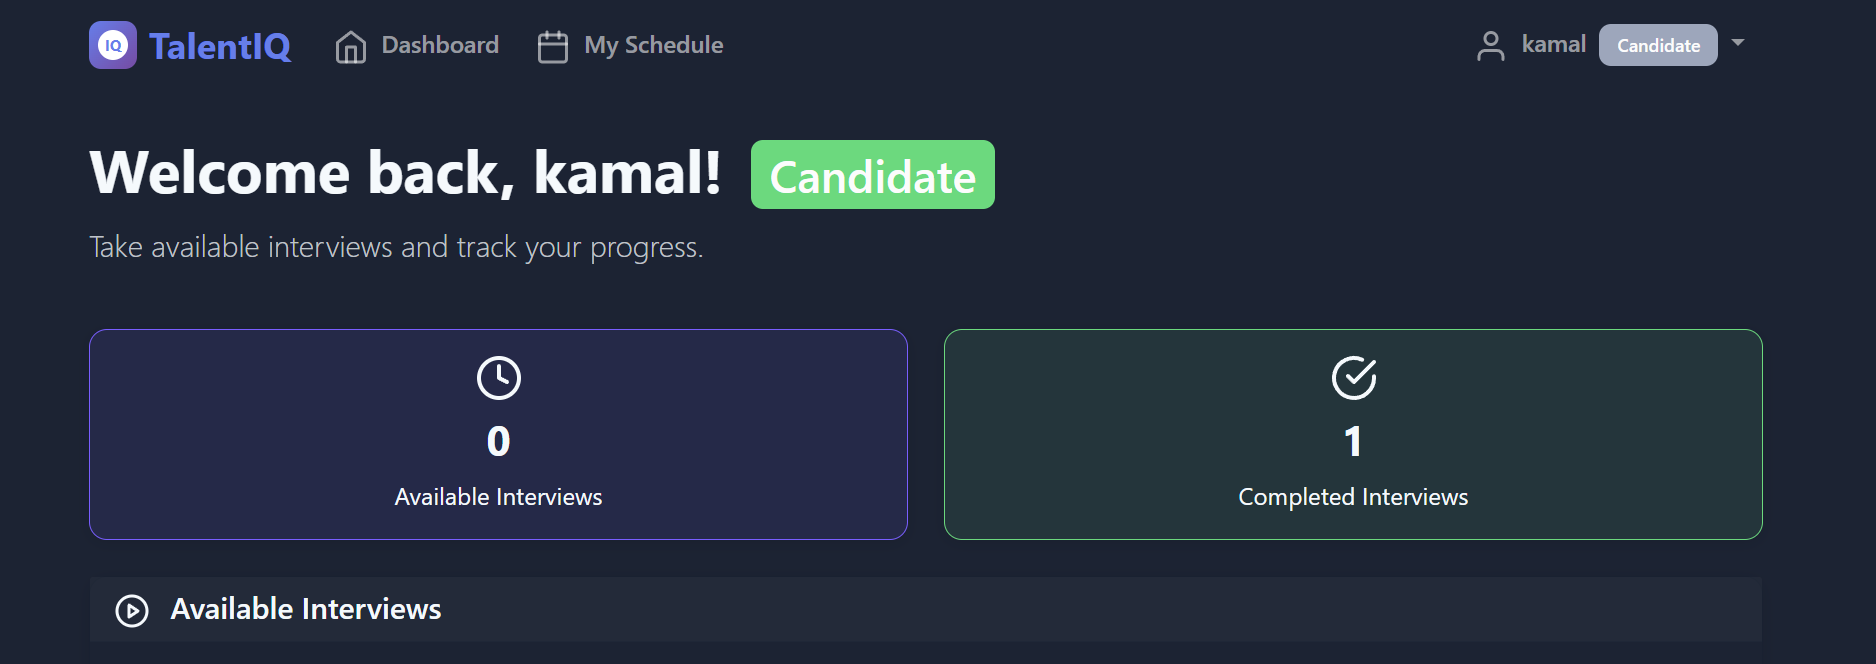 IQ TalentIQ Dashboard My Schedule kamal Candidate
Welcome back, kamal! Candidate
Take available interviews and track your progress.
0
Available Interviews
1
Completed Interviews
Available Interviews